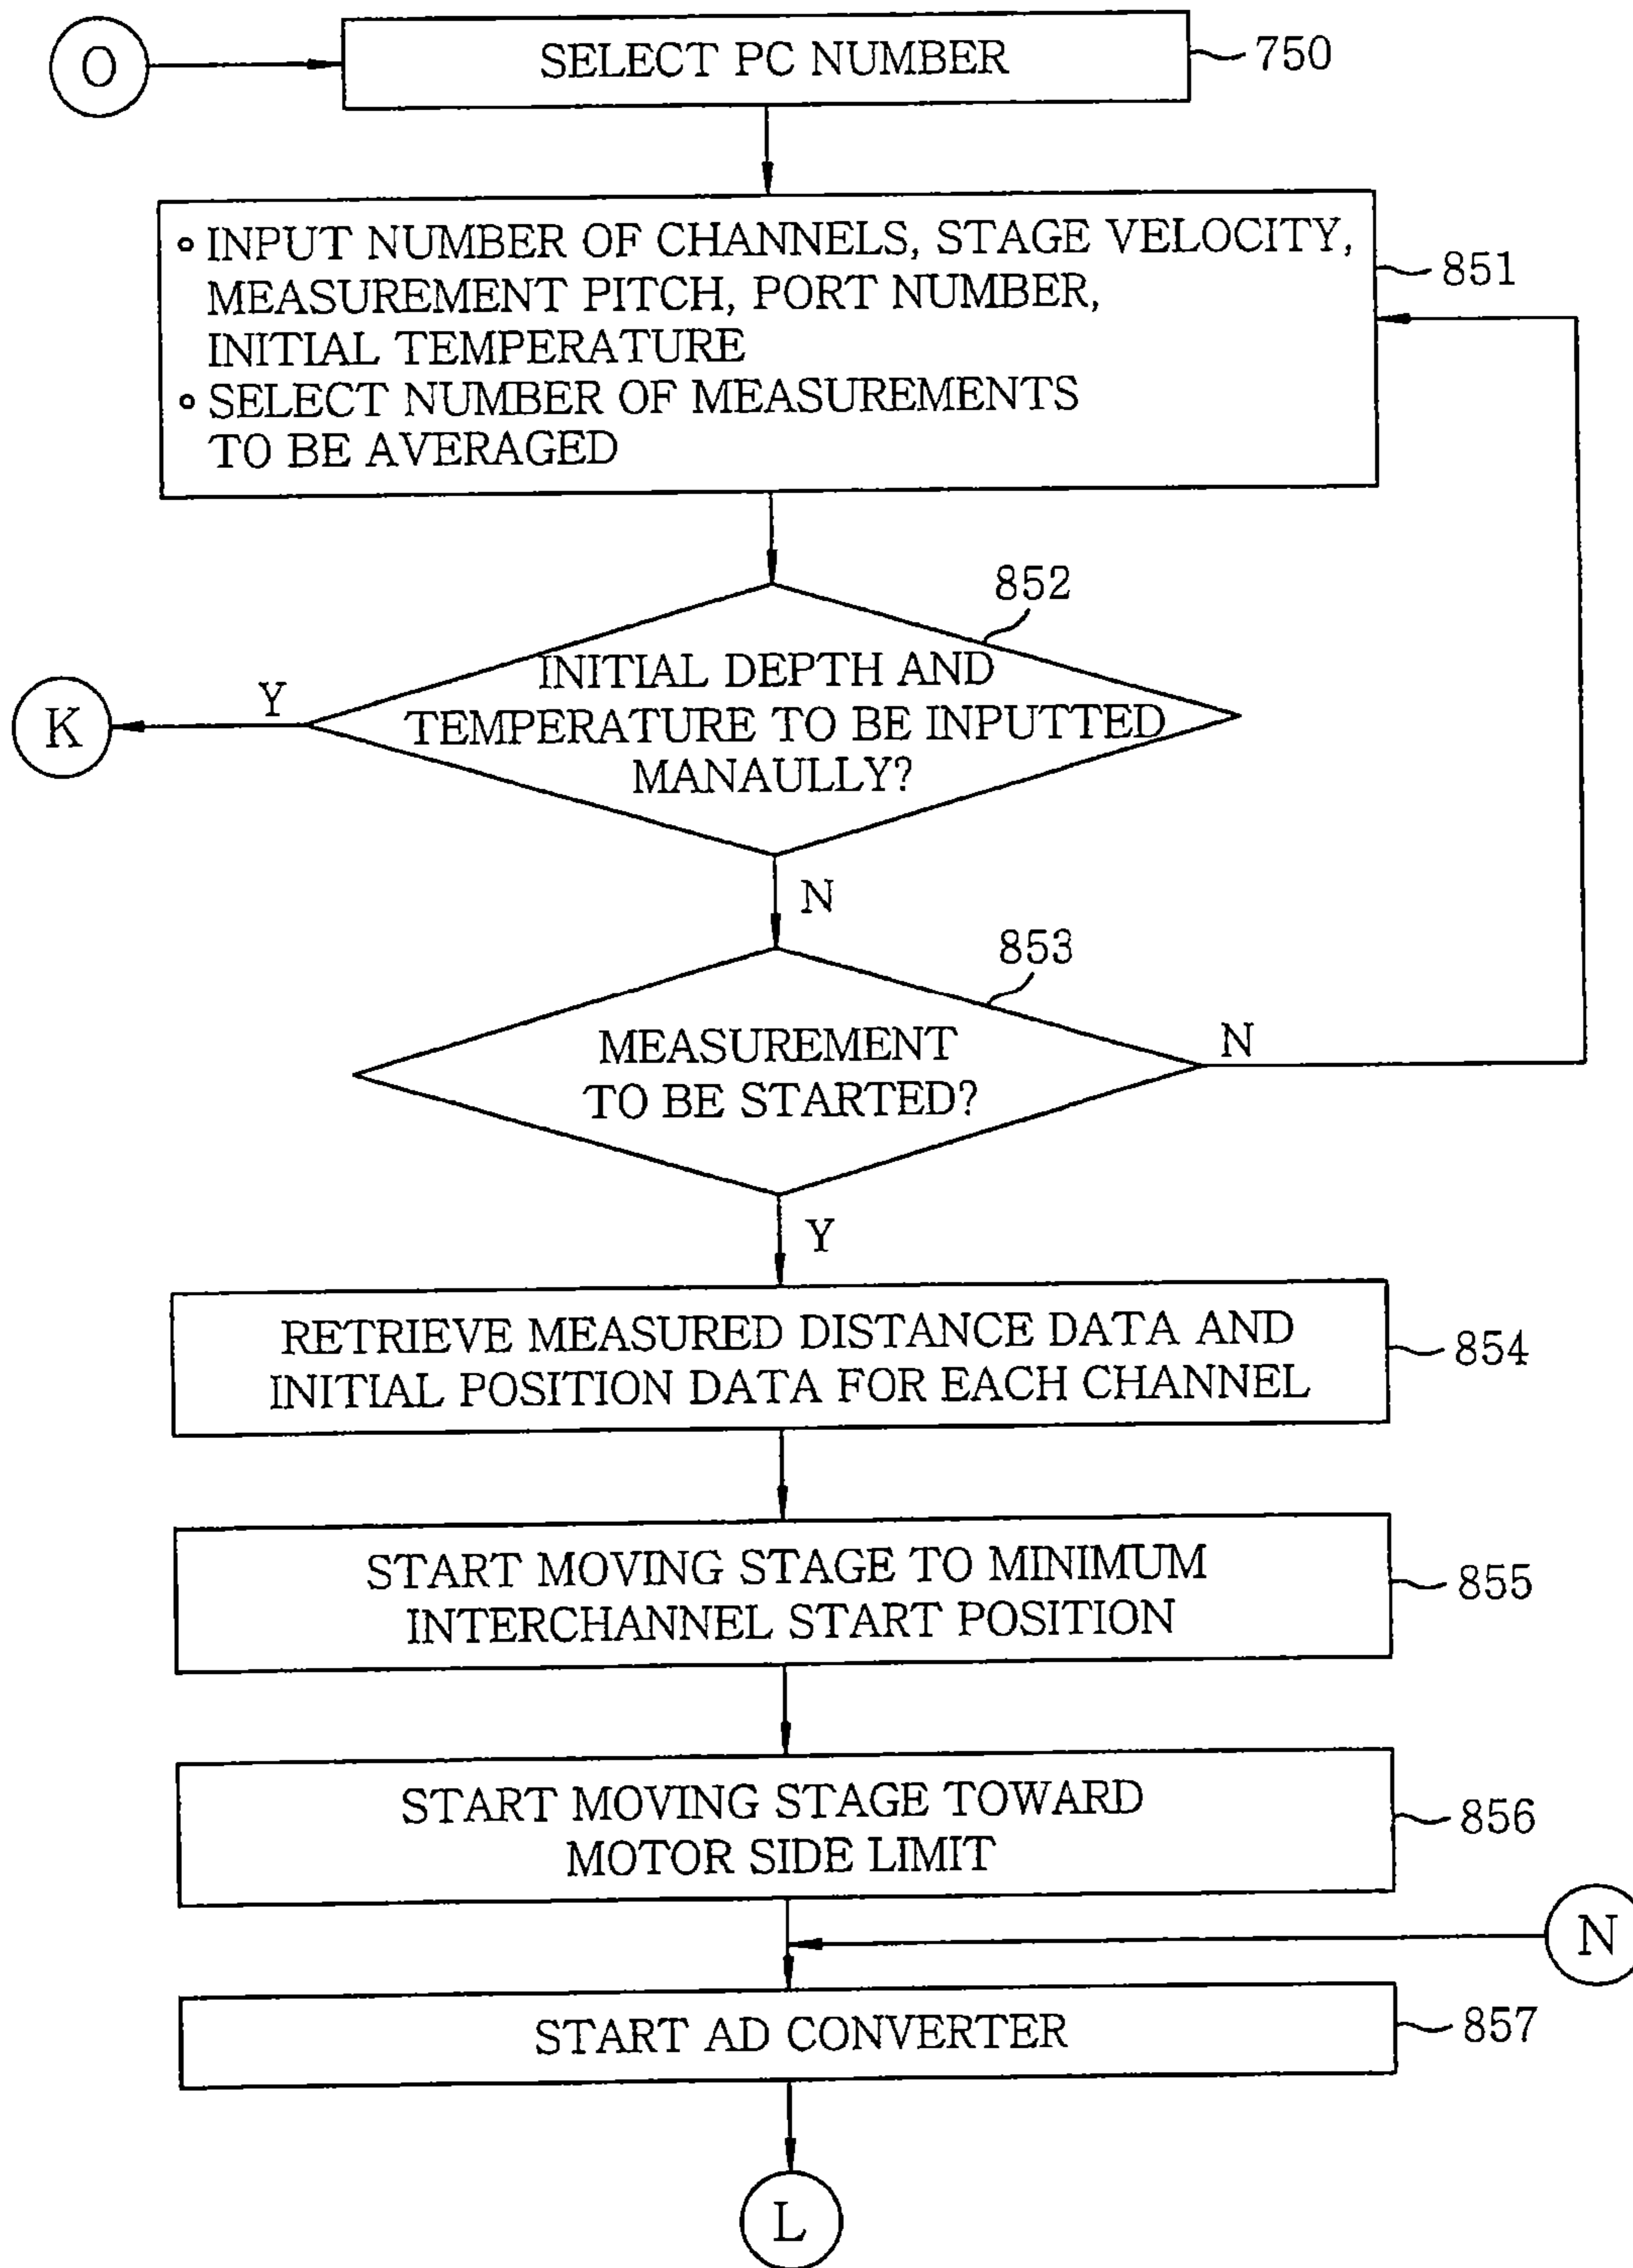 O
SELECT PC NUMBER
750
∘ INPUT NUMBER OF CHANNELS, STAGE VELOCITY,
MEASUREMENT PITCH, PORT NUMBER,
INITIAL TEMPERATURE
∘ SELECT NUMBER OF MEASUREMENTS
TO BE AVERAGED
851
852
INITIAL DEPTH AND
TEMPERATURE TO BE INPUTTED
MANAULLY?
Y
K
N
853
MEASUREMENT
TO BE STARTED?
N
Y
RETRIEVE MEASURED DISTANCE DATA AND
INITIAL POSITION DATA FOR EACH CHANNEL
854
START MOVING STAGE TO MINIMUM
INTERCHANNEL START POSITION
855
START MOVING STAGE TOWARD
MOTOR SIDE LIMIT
856
N
START AD CONVERTER
857
L